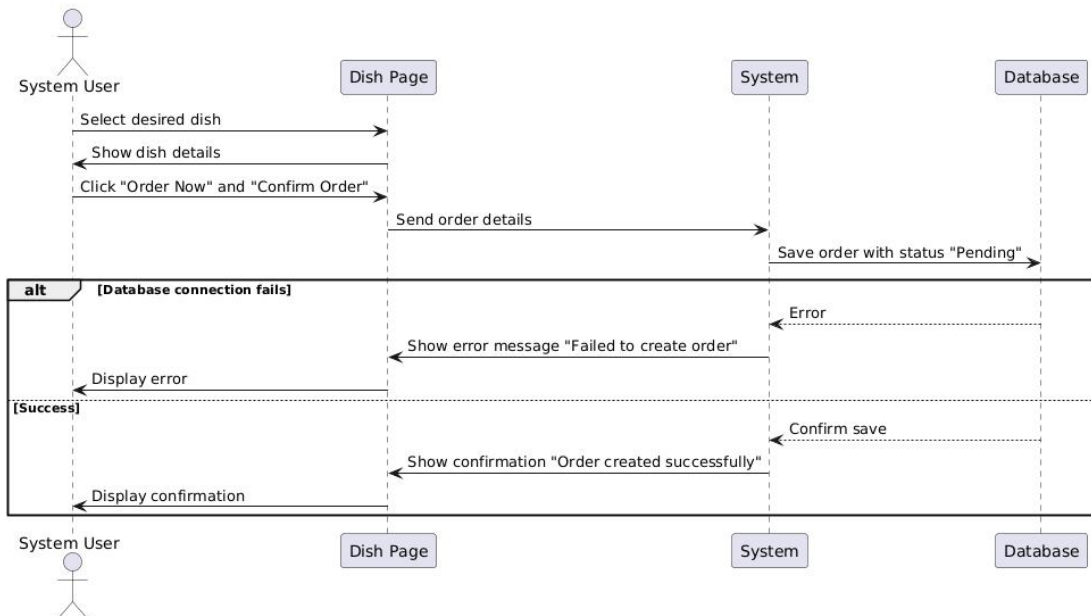 System User
Dish Page
System
Database
Select desired dish
Show dish details
Click "Order Now" and "Confirm Order"
Send order details
Save order with status "Pending"
alt [Database connection fails]
Error
Show error message "Failed to create order"
Display error
[Success]
Confirm save
Show confirmation "Order created successfully"
Display confirmation
System User
Dish Page
System
Database